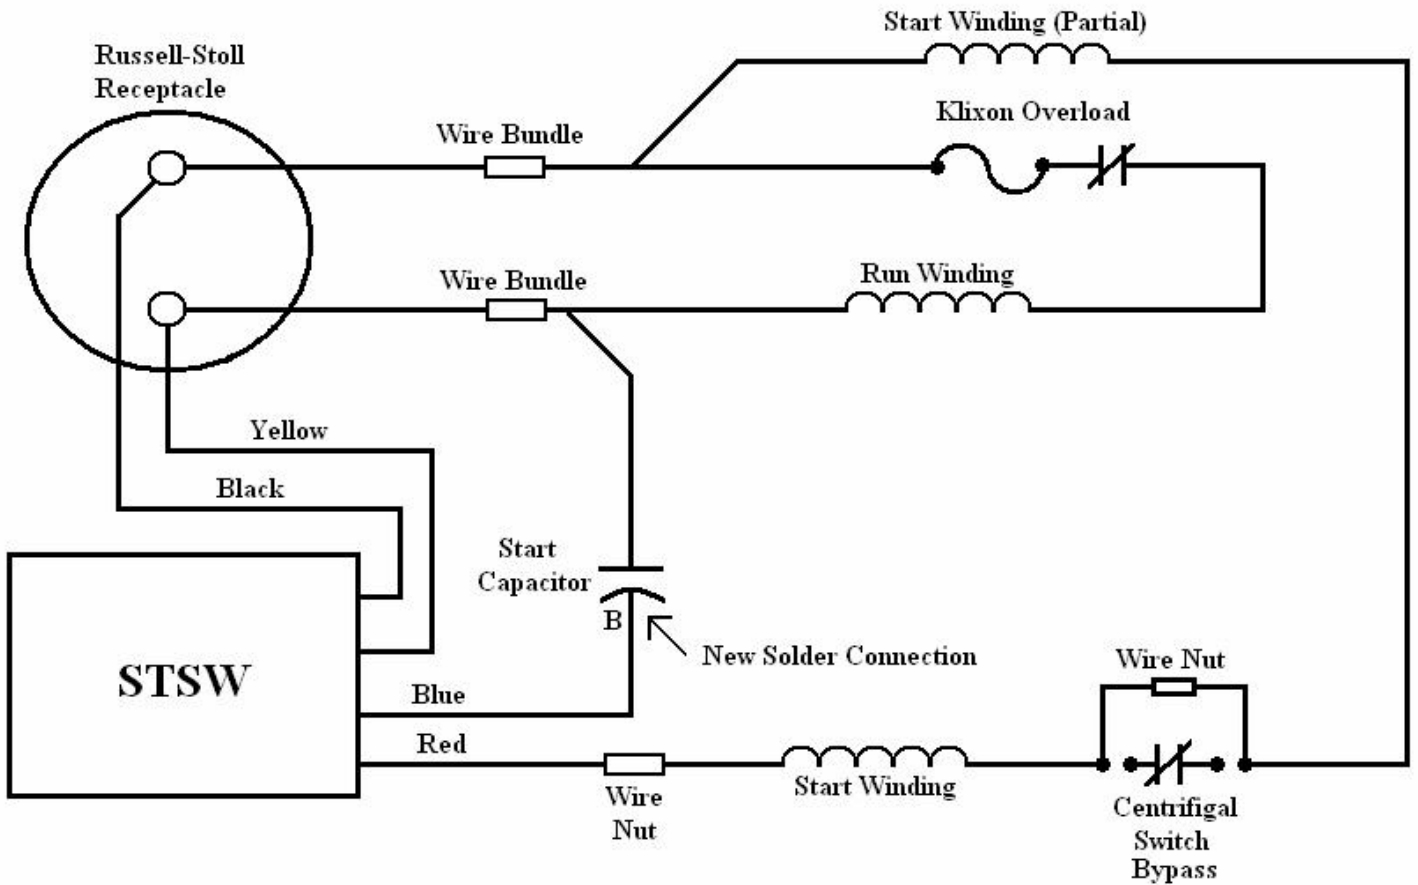 Start Winding (Partial)
Russell-Stoll
Receptacle
Klixon Overload
Wire Bundle
Wire Bundle
Run Winding
Yellow
Black
Start
Capacitor
B
New Solder Connection
STSW
Blue
Red
Wire
Nut
Start Winding
Wire Nut
Centrifigal
Switch
Bypass